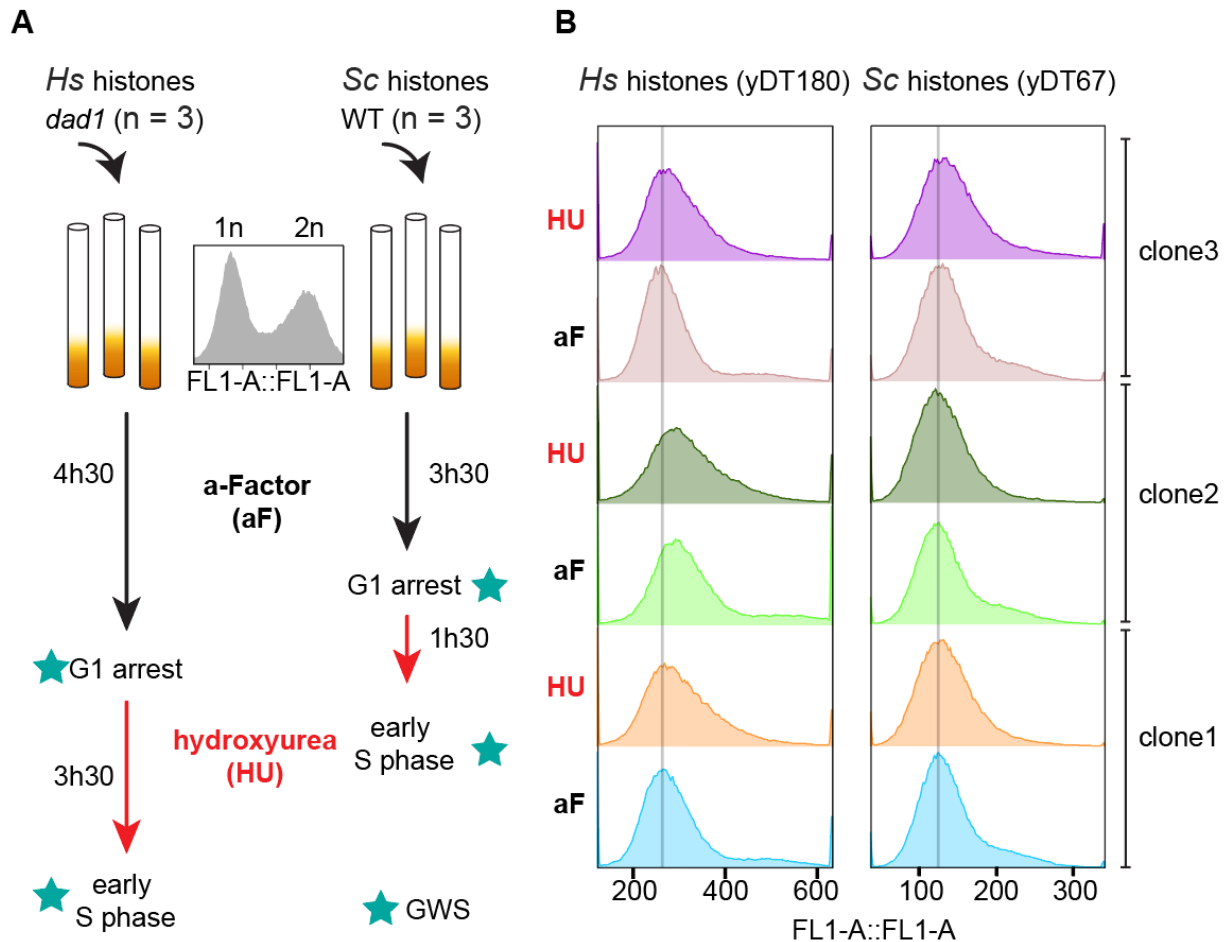 A
Hs histones
dad1 (n = 3)
Sc histones
WT (n = 3)
1n 2n
FL1-A::FL1-A
4h30
a-Factor
(aF)
3h30
G1 arrest
1h30
G1 arrest
hydroxyurea
(HU)
early
S phase
3h30
early
S phase
GWS
B
Hs histones (yDT180)
Sc histones (yDT67)
HU
aF
clone3
HU
aF
clone2
HU
aF
clone1
200 400 600
100 200 300
FL1-A::FL1-A